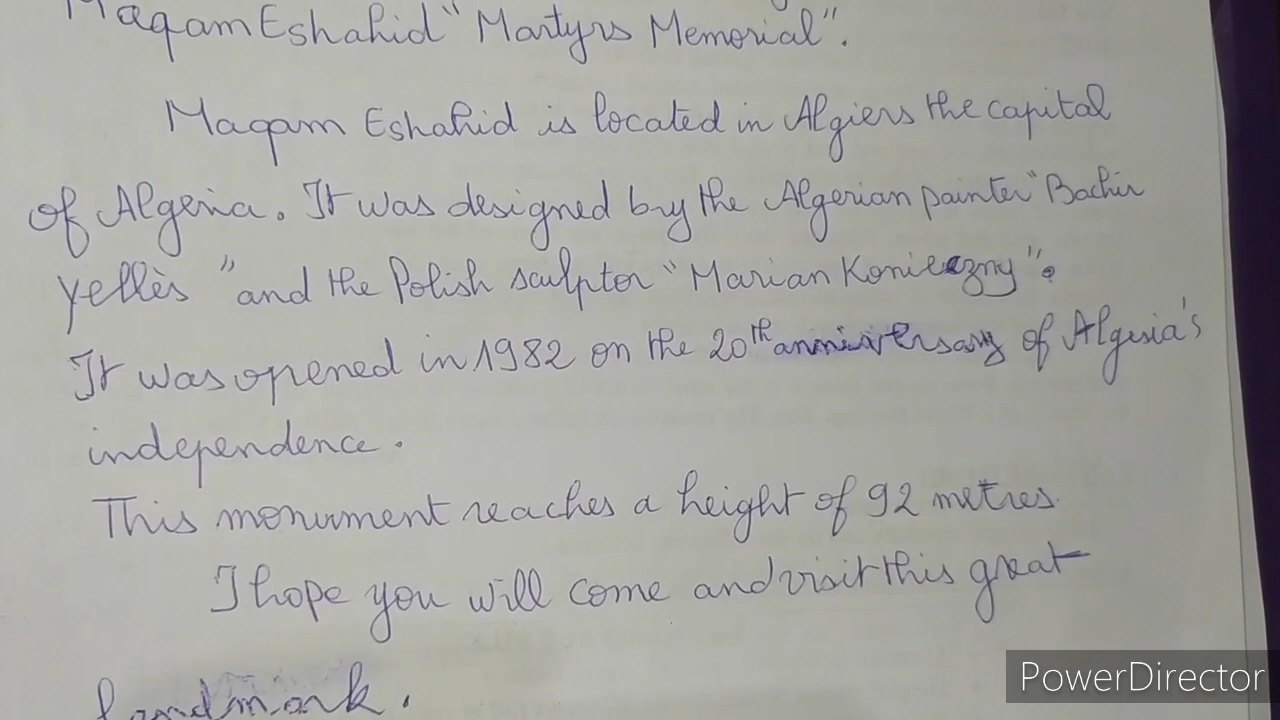 Maqam Eshahid "Martyrs Memorial".
Maqam Eshahid is located in Algiers the capital
of Algeria. It was designed by the Algerian painter "Bachir
Yellès" and the Polish sculptor "Marian Konieczny".
It was opened in 1982 on the 20th anniversary of Algeria's
independence.
This monument reaches a height of 92 metres.
I hope you will come and visit this great
landmark.
PowerDirector